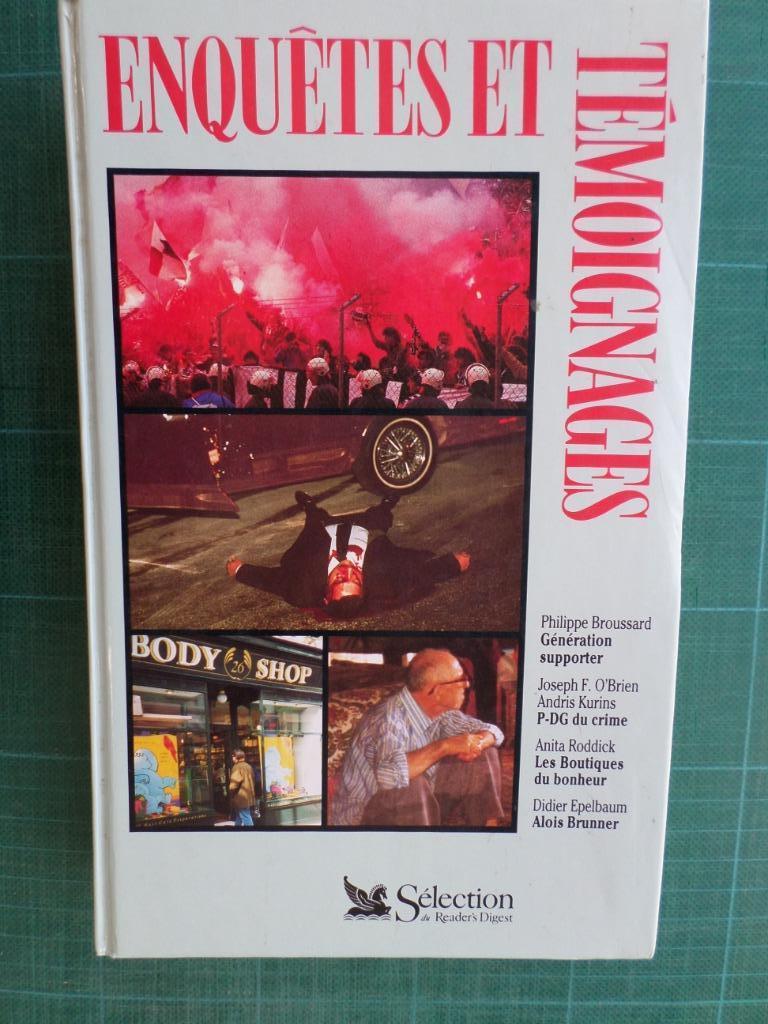 ENQUÊTES ET
TÉMOIGNAGES
BODY 26 SHOP
Philippe Broussard
Génération
supporter
Joseph F. O'Brien
Andris Kurins
P-DG du crime
Anita Roddick
Les Boutiques
du bonheur
Didier Epelbaum
Alois Brunner
Sélection
du Reader's Digest